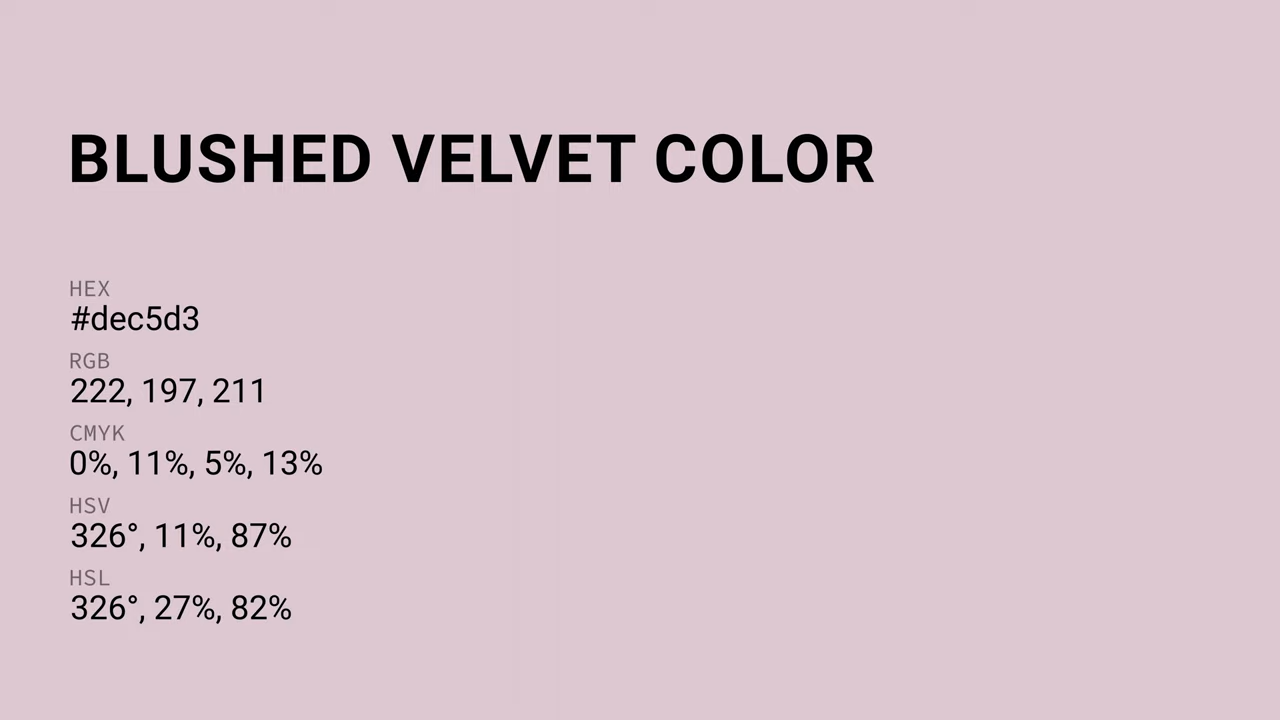 BLUSHED VELVET COLOR
HEX
#dec5d3
RGB
222, 197, 211
CMYK
0%, 11%, 5%, 13%
HSV
326°, 11%, 87%
HSL
326°, 27%, 82%